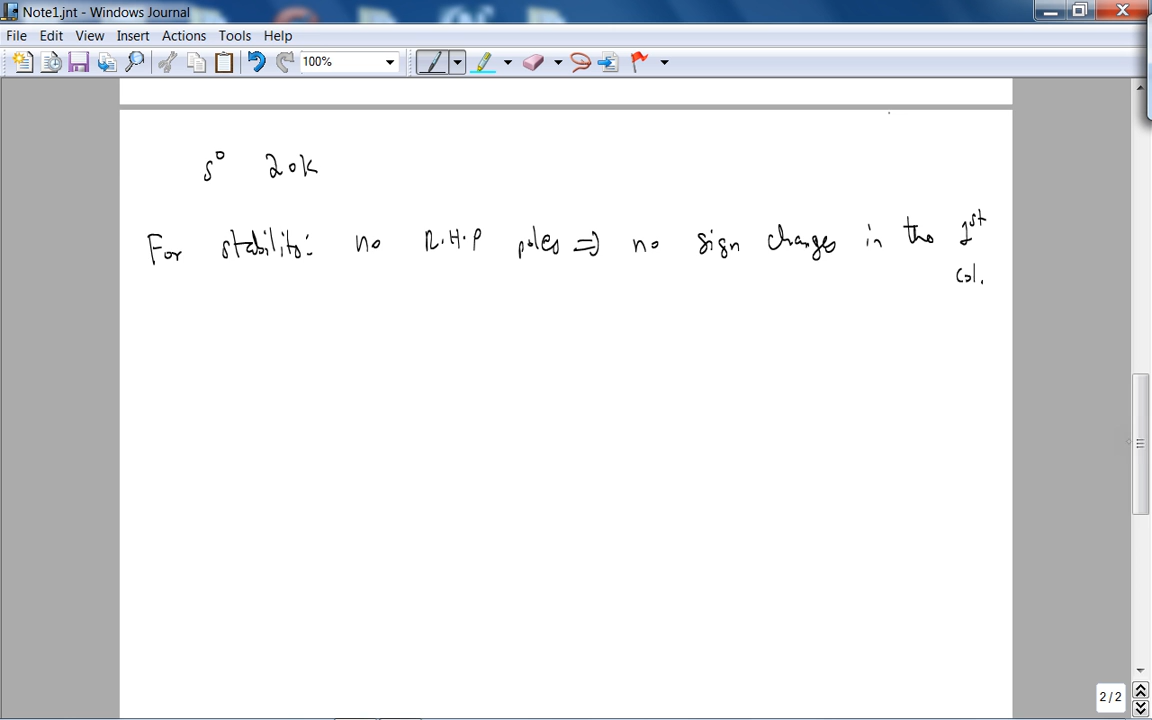 Note1.jnt - Windows Journal
File Edit View Insert Actions Tools Help
100%
s⁰ 20K
For stability: no R.H.P poles ⇒ no sign changes in the 1st
col.
2 / 2